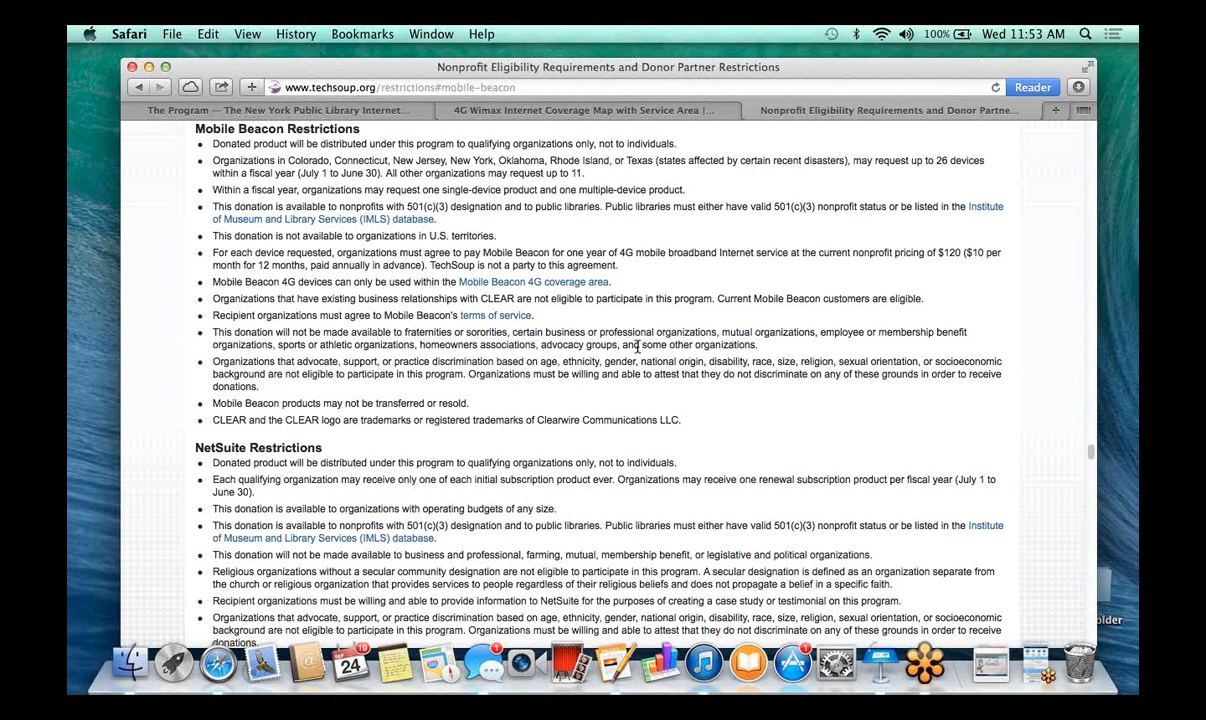 Safari File Edit View History Bookmarks Window Help 100% Wed 11:53 AM
Nonprofit Eligibility Requirements and Donor Partner Restrictions
www.techsoup.org/restrictions#mobile-beacon Reader
The Program — The New York Public Library Internet... 4G Wimax Internet Coverage Map with Service Area |... Nonprofit Eligibility Requirements and Donor Partne...
Mobile Beacon Restrictions
Donated product will be distributed under this program to qualifying organizations only, not to individuals.
Organizations in Colorado, Connecticut, New Jersey, New York, Oklahoma, Rhode Island, or Texas (states affected by certain recent disasters), may request up to 26 devices
within a fiscal year (July 1 to June 30). All other organizations may request up to 11.
Within a fiscal year, organizations may request one single-device product and one multiple-device product.
This donation is available to nonprofits with 501(c)(3) designation and to public libraries. Public libraries must either have valid 501(c)(3) nonprofit status or be listed in the Institute
of Museum and Library Services (IMLS) database.
This donation is not available to organizations in U.S. territories.
For each device requested, organizations must agree to pay Mobile Beacon for one year of 4G mobile broadband Internet service at the current nonprofit pricing of $120 ($10 per
month for 12 months, paid annually in advance). TechSoup is not a party to this agreement.
Mobile Beacon 4G devices can only be used within the Mobile Beacon 4G coverage area.
Organizations that have existing business relationships with CLEAR are not eligible to participate in this program. Current Mobile Beacon customers are eligible.
Recipient organizations must agree to Mobile Beacon's terms of service.
This donation will not be made available to fraternities or sororities, certain business or professional organizations, mutual organizations, employee or membership benefit
organizations, sports or athletic organizations, homeowners associations, advocacy groups, and some other organizations.
Organizations that advocate, support, or practice discrimination based on age, ethnicity, gender, national origin, disability, race, size, religion, sexual orientation, or socioeconomic
background are not eligible to participate in this program. Organizations must be willing and able to attest that they do not discriminate on any of these grounds in order to receive
donations.
Mobile Beacon products may not be transferred or resold.
CLEAR and the CLEAR logo are trademarks or registered trademarks of Clearwire Communications LLC.
NetSuite Restrictions
Donated product will be distributed under this program to qualifying organizations only, not to individuals.
Each qualifying organization may receive only one of each initial subscription product ever. Organizations may receive one renewal subscription product per fiscal year (July 1 to
June 30).
This donation is available to organizations with operating budgets of any size.
This donation is available to nonprofits with 501(c)(3) designation and to public libraries. Public libraries must either have valid 501(c)(3) nonprofit status or be listed in the Institute
of Museum and Library Services (IMLS) database.
This donation will not be made available to business and professional, farming, mutual, membership benefit, or legislative and political organizations.
Religious organizations without a secular community designation are not eligible to participate in this program. A secular designation is defined as an organization separate from
the church or religious organization that provides services to people regardless of their religious beliefs and does not propagate a belief in a specific faith.
Recipient organizations must be willing and able to provide information to NetSuite for the purposes of creating a case study or testimonial on this program.
Organizations that advocate, support, or practice discrimination based on age, ethnicity, gender, national origin, disability, race, size, religion, sexual orientation, or socioeconomic
background are not eligible to participate in this program. Organizations must be willing and able to attest that they do not discriminate on any of these grounds in order to receive
donations.
older
24 19 1 1